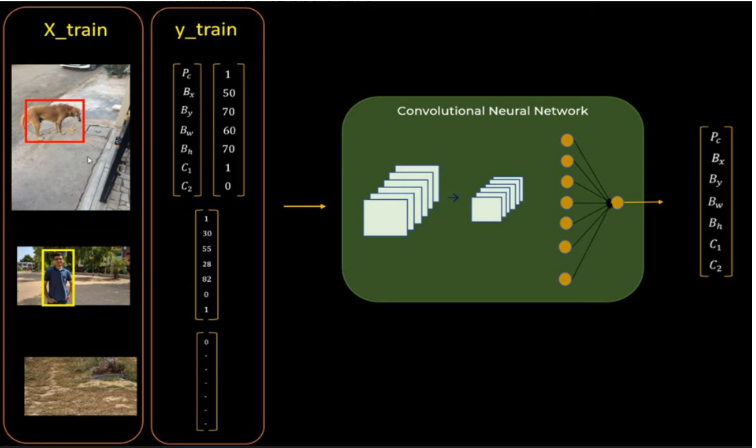 X_train
y_train
P_c 1
B_x 50
B_y 70
B_w 60
B_h 70
C_1 1
C_2 0
1
30
55
28
82
0
1
0
.
.
.
.
.
.
Convolutional Neural Network
P_c
B_x
B_y
B_w
B_h
C_1
C_2